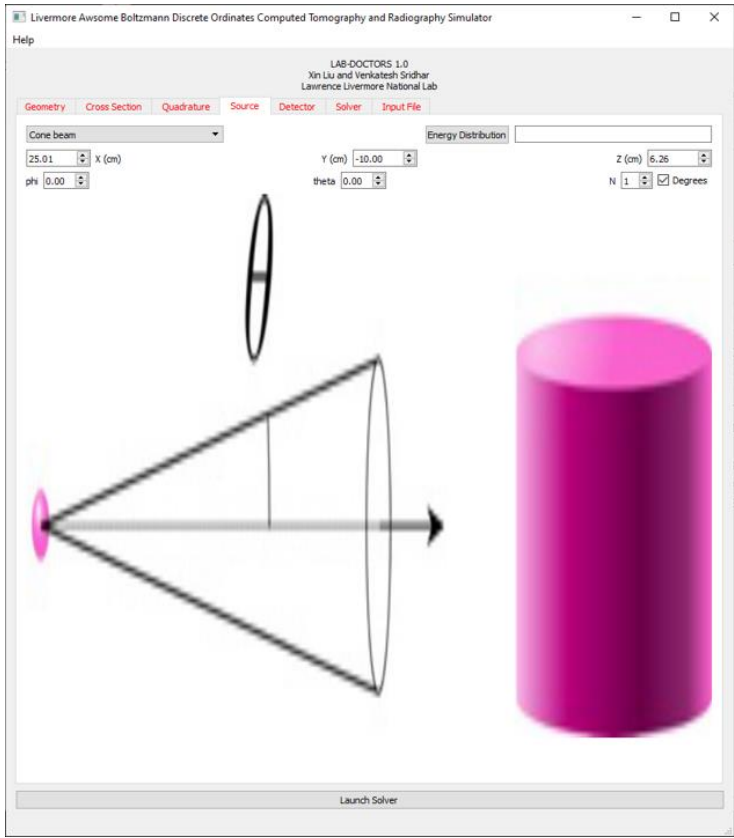 Livermore Awsome Boltzmann Discrete Ordinates Computed Tomography and Radiography Simulator
Help
LAB-DOCTORS 1.0
Xin Liu and Venkatesh Sridhar
Lawrence Livermore National Lab
Geometry Cross Section Quadrature Source Detector Solver Input File
Cone beam Energy Distribution
25.01 X (cm) Y (cm) -10.00 Z (cm) 6.26
phi 0.00 theta 0.00 N 1 Degrees
θ
Launch Solver